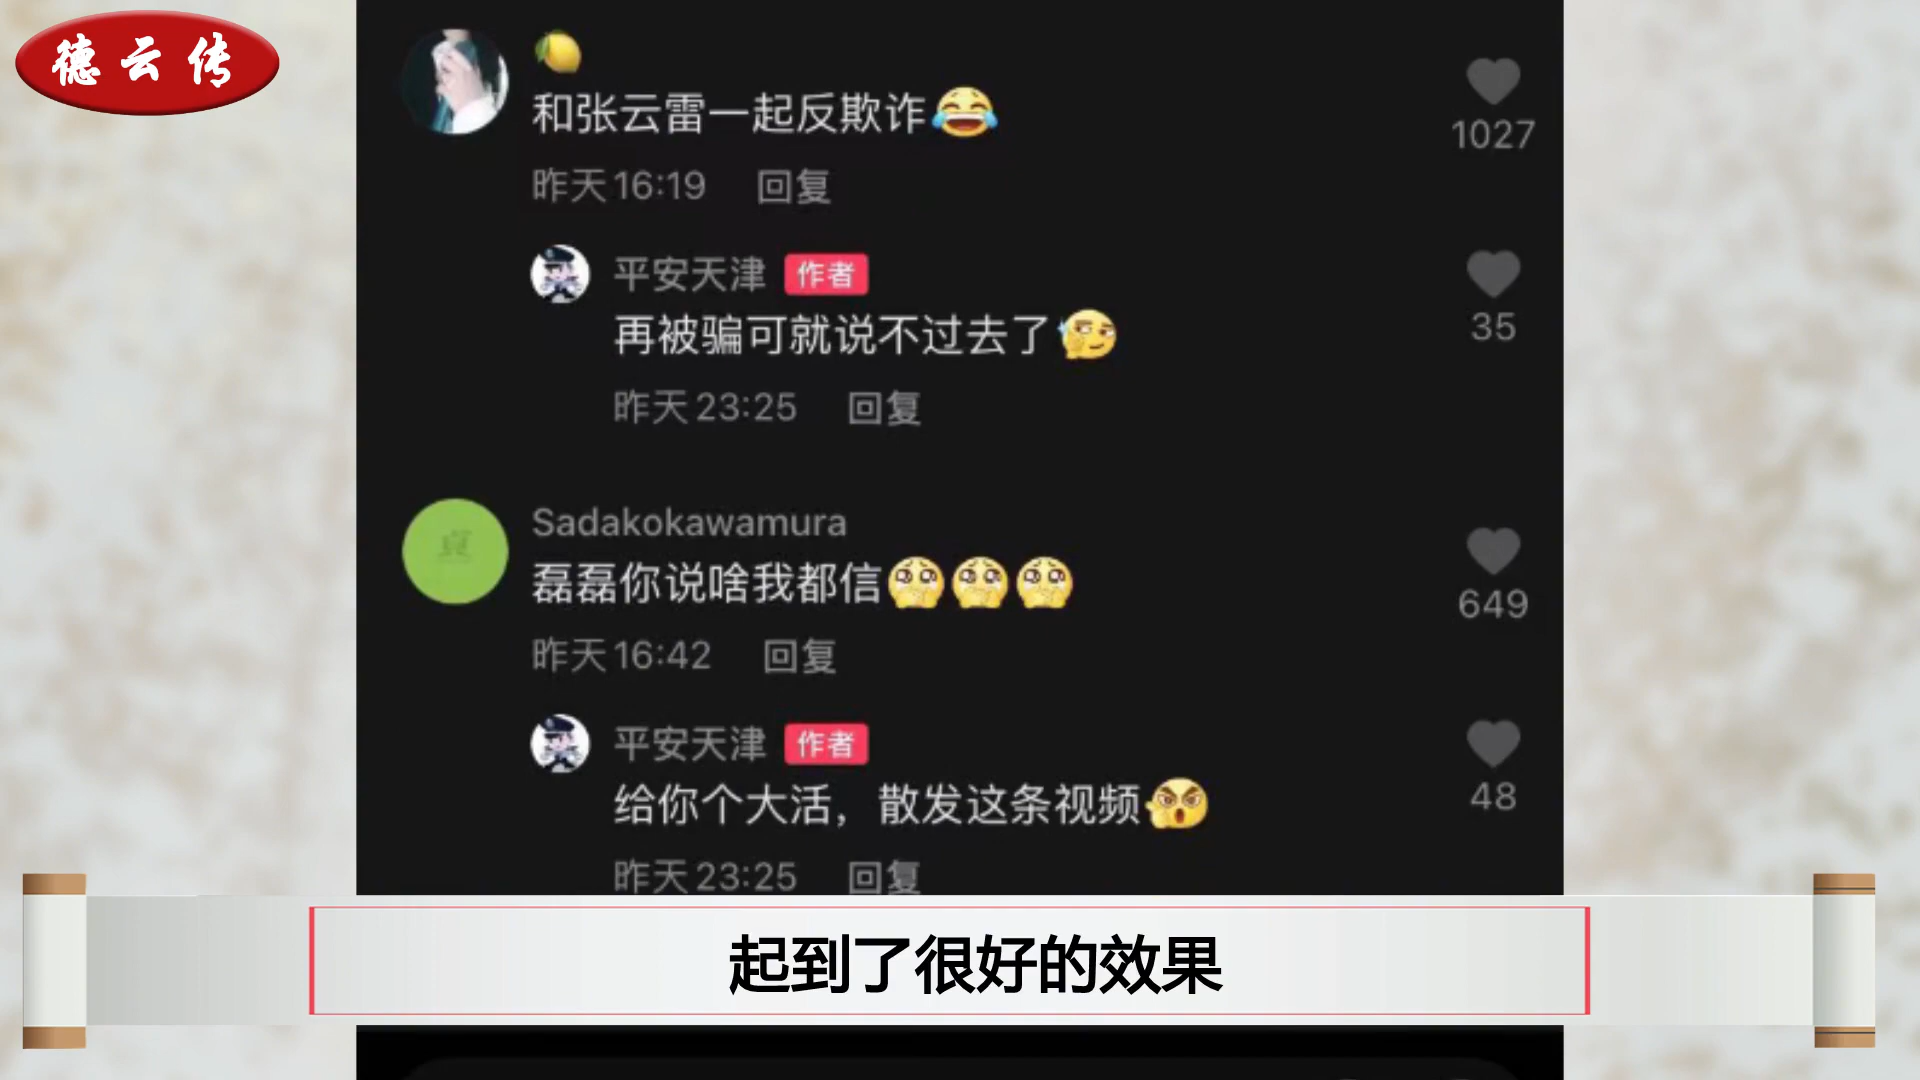 德云传
和张云雷一起反欺诈😂
1027
昨天16:19 回复
平安天津 作者
再被骗可就说不过去了
35
昨天23:25 回复
Sadakokawamura
磊磊你说啥我都信
649
昨天16:42 回复
平安天津 作者
给你个大活，散发这条视频
48
昨天23:25 回复
起到了很好的效果